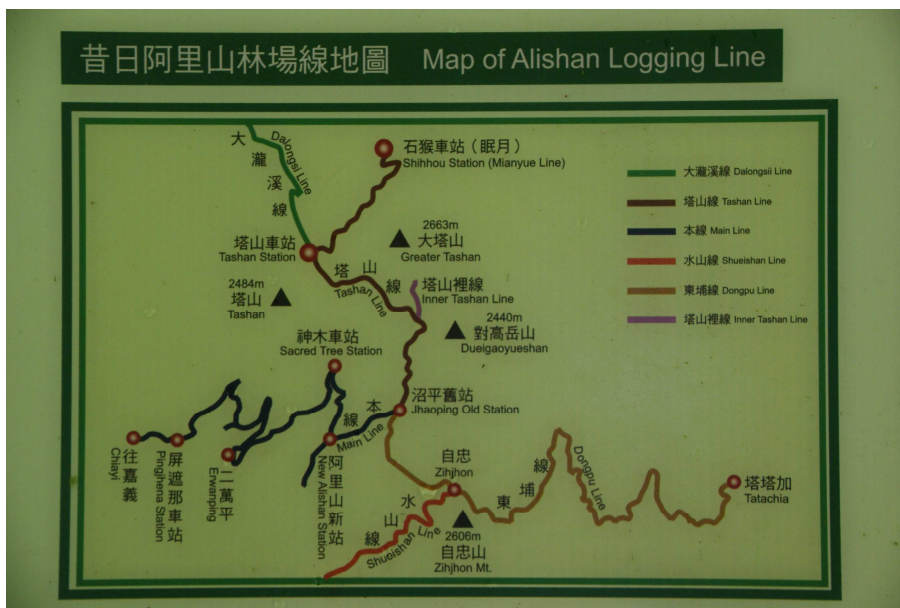 昔日阿里山林場線地圖 Map of Alishan Logging Line
大瀧溪線
Dalongsi Line
石猴車站（眠月）
Shihhou Station (Mianyue Line)
大瀧溪線 Dalongsii Line
塔山線 Tashan Line
本線 Main Line
水山線 Shueishan Line
東埔線 Dongpu Line
塔山裡線 Inner Tashan Line
塔山車站
Tashan Station
2663m
大塔山
Greater Tashan
塔山線
Tashan Line
塔山裡線
Inner Tashan Line
2484m
塔山
Tashan
2440m
對高岳山
Dueigaoyueshan
神木車站
Sacred Tree Station
沼平舊站
Jhaoping Old Station
本線
Main Line
往嘉義
Chiayi
屏遮那車站
Pingjhena Station
二萬平
Erwanping
阿里山新站
New Alishan Station
自忠
Zihjhon
水山線
Shueishan Line
2606m
自忠山
Zihjhon Mt.
東埔線
Dongpu Line
塔塔加
Tatachia